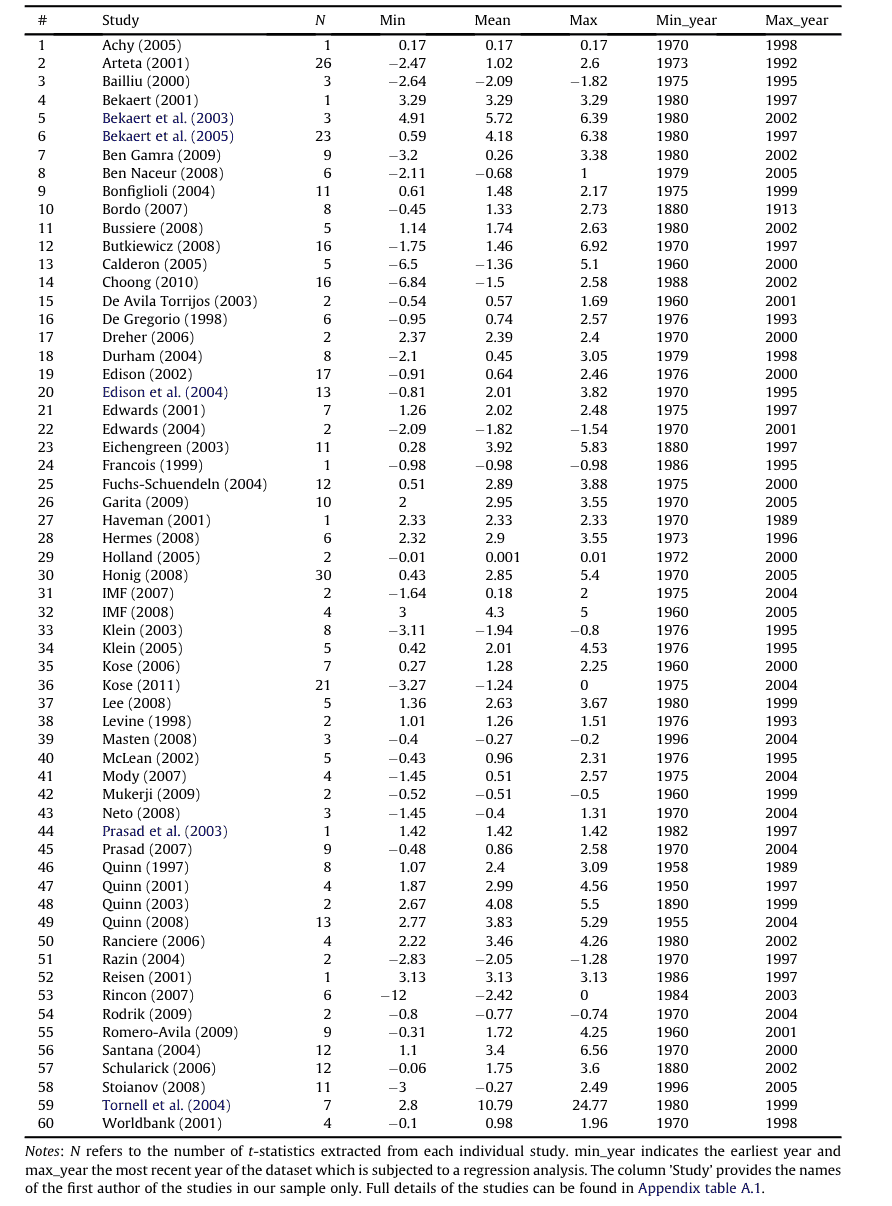 # Study N Min Mean Max Min_year Max_year
1 Achy (2005) 1 0.17 0.17 0.17 1970 1998
2 Arteta (2001) 26 −2.47 1.02 2.6 1973 1992
3 Bailliu (2000) 3 −2.64 −2.09 −1.82 1975 1995
4 Bekaert (2001) 1 3.29 3.29 3.29 1980 1997
5 Bekaert et al. (2003) 3 4.91 5.72 6.39 1980 2002
6 Bekaert et al. (2005) 23 0.59 4.18 6.38 1980 1997
7 Ben Gamra (2009) 9 −3.2 0.26 3.38 1980 2002
8 Ben Naceur (2008) 6 −2.11 −0.68 1 1979 2005
9 Bonfiglioli (2004) 11 0.61 1.48 2.17 1975 1999
10 Bordo (2007) 8 −0.45 1.33 2.73 1880 1913
11 Bussiere (2008) 5 1.14 1.74 2.63 1980 2002
12 Butkiewicz (2008) 16 −1.75 1.46 6.92 1970 1997
13 Calderon (2005) 5 −6.5 −1.36 5.1 1960 2000
14 Choong (2010) 16 −6.84 −1.5 2.58 1988 2002
15 De Avila Torrijos (2003) 2 −0.54 0.57 1.69 1960 2001
16 De Gregorio (1998) 6 −0.95 0.74 2.57 1976 1993
17 Dreher (2006) 2 2.37 2.39 2.4 1970 2000
18 Durham (2004) 8 −2.1 0.45 3.05 1979 1998
19 Edison (2002) 17 −0.91 0.64 2.46 1976 2000
20 Edison et al. (2004) 13 −0.81 2.01 3.82 1970 1995
21 Edwards (2001) 7 1.26 2.02 2.48 1975 1997
22 Edwards (2004) 2 −2.09 −1.82 −1.54 1970 2001
23 Eichengreen (2003) 11 0.28 3.92 5.83 1880 1997
24 Francois (1999) 1 −0.98 −0.98 −0.98 1986 1995
25 Fuchs-Schuendeln (2004) 12 0.51 2.89 3.88 1975 2000
26 Garita (2009) 10 2 2.95 3.55 1970 2005
27 Haveman (2001) 1 2.33 2.33 2.33 1970 1989
28 Hermes (2008) 6 2.32 2.9 3.55 1973 1996
29 Holland (2005) 2 −0.01 0.001 0.01 1972 2000
30 Honig (2008) 30 0.43 2.85 5.4 1970 2005
31 IMF (2007) 2 −1.64 0.18 2 1975 2004
32 IMF (2008) 4 3 4.3 5 1960 2005
33 Klein (2003) 8 −3.11 −1.94 −0.8 1976 1995
34 Klein (2005) 5 0.42 2.01 4.53 1976 1995
35 Kose (2006) 7 0.27 1.28 2.25 1960 2000
36 Kose (2011) 21 −3.27 −1.24 0 1975 2004
37 Lee (2008) 5 1.36 2.63 3.67 1980 1999
38 Levine (1998) 2 1.01 1.26 1.51 1976 1993
39 Masten (2008) 3 −0.4 −0.27 −0.2 1996 2004
40 McLean (2002) 5 −0.43 0.96 2.31 1976 1995
41 Mody (2007) 4 −1.45 0.51 2.57 1975 2004
42 Mukerji (2009) 2 −0.52 −0.51 −0.5 1960 1999
43 Neto (2008) 3 −1.45 −0.4 1.31 1970 2004
44 Prasad et al. (2003) 1 1.42 1.42 1.42 1982 1997
45 Prasad (2007) 9 −0.48 0.86 2.58 1970 2004
46 Quinn (1997) 8 1.07 2.4 3.09 1958 1989
47 Quinn (2001) 4 1.87 2.99 4.56 1950 1997
48 Quinn (2003) 2 2.67 4.08 5.5 1890 1999
49 Quinn (2008) 13 2.77 3.83 5.29 1955 2004
50 Ranciere (2006) 4 2.22 3.46 4.26 1980 2002
51 Razin (2004) 2 −2.83 −2.05 −1.28 1970 1997
52 Reisen (2001) 1 3.13 3.13 3.13 1986 1997
53 Rincon (2007) 6 −12 −2.42 0 1984 2003
54 Rodrik (2009) 2 −0.8 −0.77 −0.74 1970 2004
55 Romero-Avila (2009) 9 −0.31 1.72 4.25 1960 2001
56 Santana (2004) 12 1.1 3.4 6.56 1970 2000
57 Schularick (2006) 12 −0.06 1.75 3.6 1880 2002
58 Stoianov (2008) 11 −3 −0.27 2.49 1996 2005
59 Tornell et al. (2004) 7 2.8 10.79 24.77 1980 1999
60 Worldbank (2001) 4 −0.1 0.98 1.96 1970 1998
Notes: N refers to the number of t-statistics extracted from each individual study. min_year indicates the earliest year and
max_year the most recent year of the dataset which is subjected to a regression analysis. The column 'Study' provides the names
of the first author of the studies in our sample only. Full details of the studies can be found in Appendix table A.1.